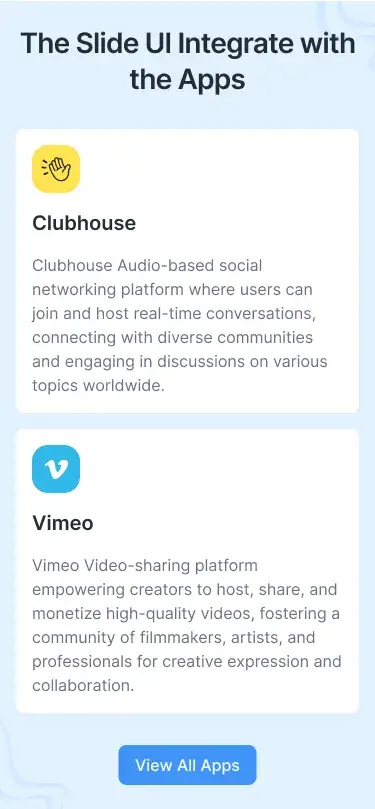 The Slide UI Integrate with
the Apps
Clubhouse
Clubhouse Audio-based social
networking platform where users can
join and host real-time conversations,
connecting with diverse communities
and engaging in discussions on various
topics worldwide.
Vimeo
Vimeo Video-sharing platform
empowering creators to host, share, and
monetize high-quality videos, fostering a
community of filmmakers, artists, and
professionals for creative expression and
collaboration.
View All Apps